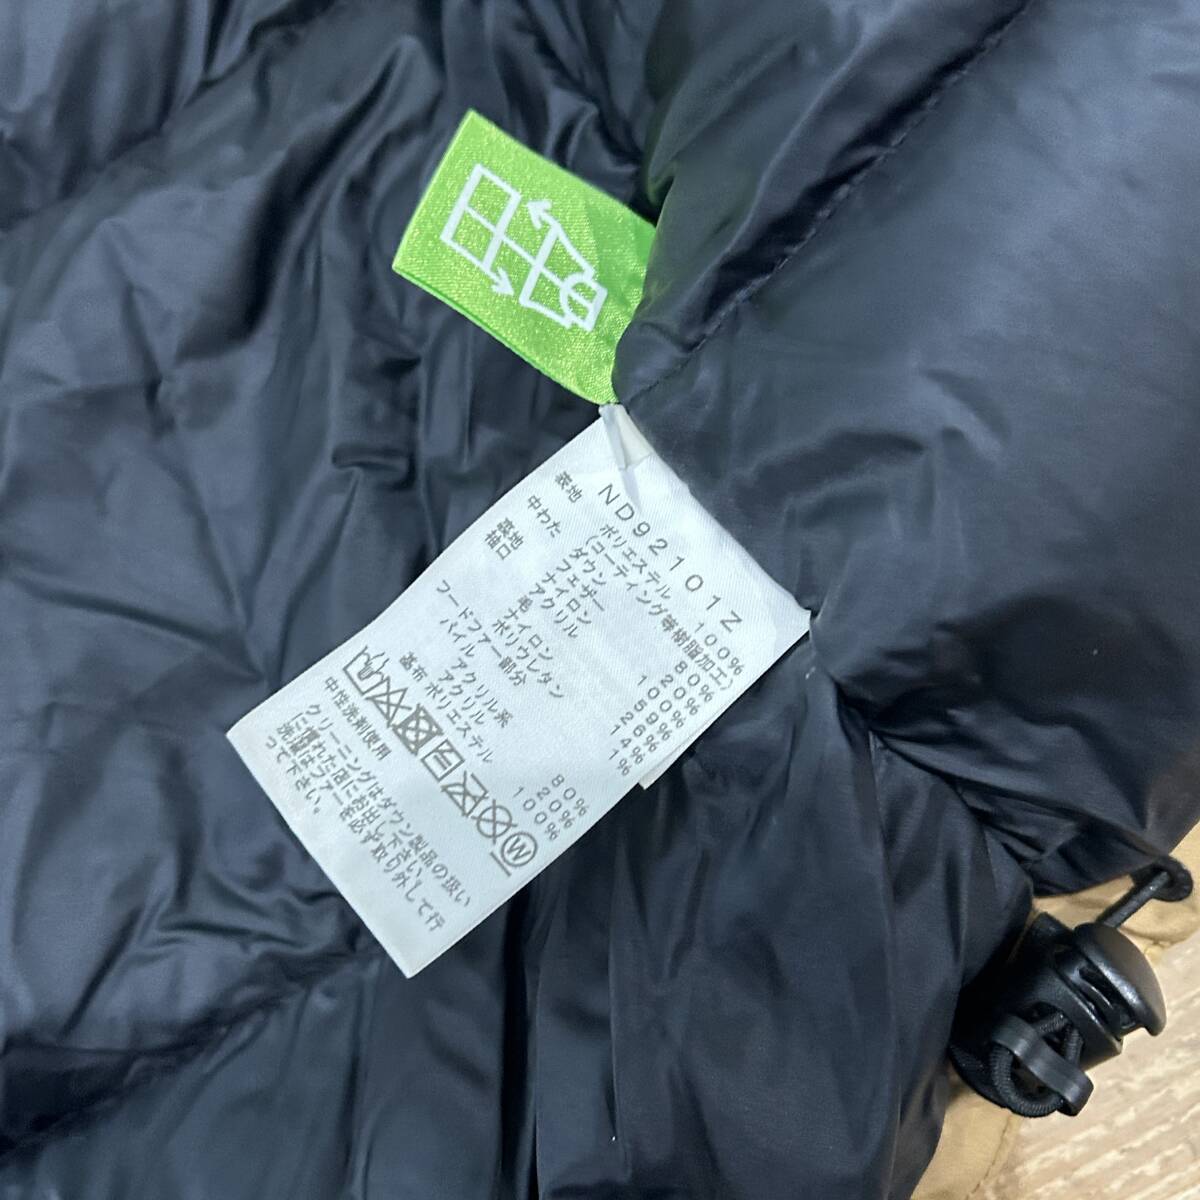 ND92101Z
表地 ポリエステル 100%
(コーティング等樹脂加工)
中わた ダウン 80%
フェザー 20%
裏地 ナイロン 100%
袖口 アクリル 59%
毛 26%
ナイロン 14%
ポリウレタン 1%
フードファー部分
パイル アクリル系 80%
アクリル 20%
基布 ポリエステル 100%
W
中性洗剤使用
クリーニングはダウン製品の扱い
に慣れた店にお出し下さい。
洗濯はファーを必ず取り外して行
って下さい。